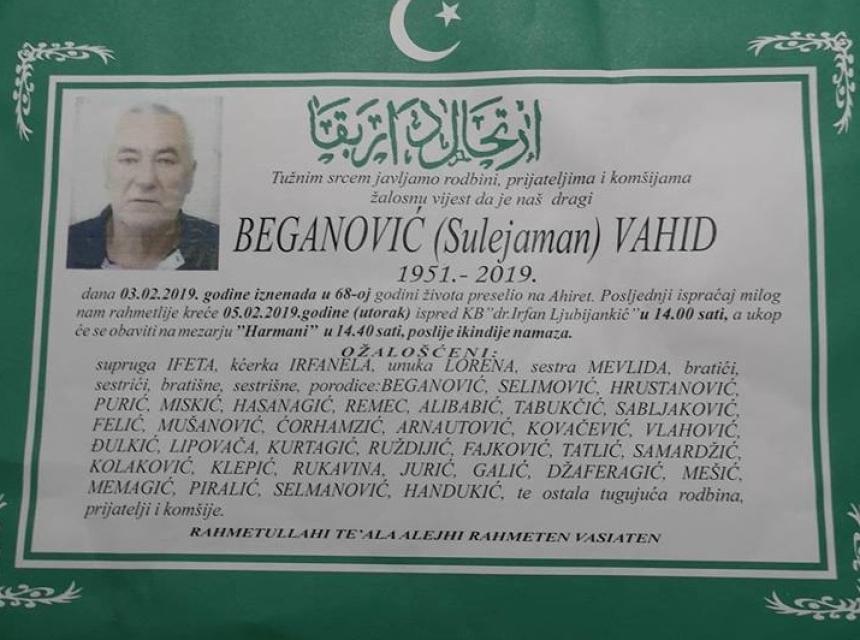 ارتحال دار بقا
Tužnim srcem javljamo rodbini, prijateljima i komšijama
žalosnu vijest da je naš dragi
BEGANOVIĆ (Sulejaman) VAHID
1951.- 2019.
dana 03.02.2019. godine iznenada u 68-oj godini života preselio na Ahiret. Posljednji ispraćaj milog
nam rahmetlije kreće 05.02.2019.godine (utorak) ispred KB"dr.Irfan Ljubijankić"u 14.00 sati, a ukop
će se obaviti na mezarju "Harmani" u 14.40 sati, poslije ikindije namaza.
OŽALOŠĆENI:
supruga IFETA, kćerka IRFANELA, unuka LORENA, sestra MEVLIDA, bratići,
sestrići, bratišne, sestrišne, porodice:BEGANOVIĆ, SELIMOVIĆ, HRUSTANOVIĆ,
PURIĆ, MISKIĆ, HASANAGIĆ, REMEC, ALIBABIĆ, TABUKČIĆ, SABLJAKOVIĆ,
FELIĆ, MUŠANOVIĆ, ĆORHAMZIĆ, ARNAUTOVIĆ, KOVAČEVIĆ, VLAHOVIĆ,
ĐULKIĆ, LIPOVAČA, KURTAGIĆ, RUŽDIJIĆ, FAJKOVIĆ, TATLIĆ, SAMARDŽIĆ,
KOLAKOVIĆ, KLEPIĆ, RUKAVINA, JURIĆ, GALIĆ, DŽAFERAGIĆ, MEŠIĆ,
MEMAGIĆ, PIRALIĆ, SELMANOVIĆ, HANDUKIĆ, te ostala tugujuća rodbina,
prijatelji i komšije.
RAHMETULLAHI TE'ALA ALEJHI RAHMETEN VASIATEN